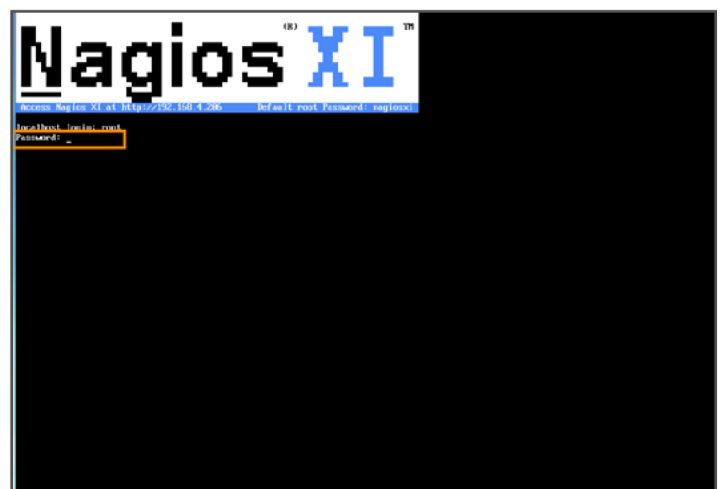 Nagios (R) XI TM
Access Nagios XI at http://192.168.4.206 Default root Password: nagiosxi
localhost login: root
Password: _